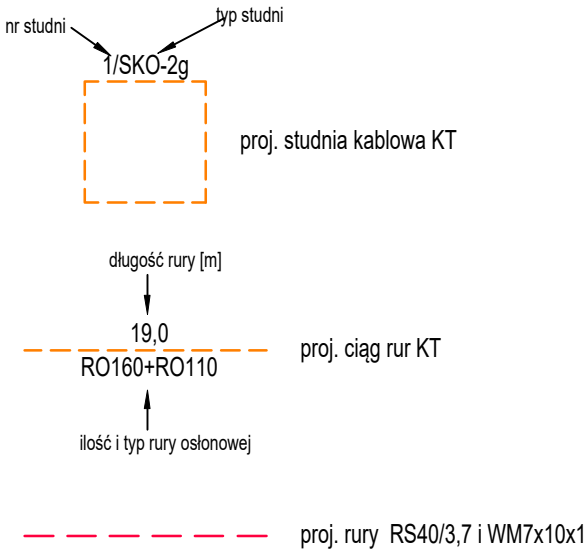 nr studni
typ studni
1/SKO-2g
proj. studnia kablowa KT
długość rury [m]
19,0
proj. ciąg rur KT
RO160+RO110
ilość i typ rury osłonowej
proj. rury RS40/3,7 i WM7x10x1